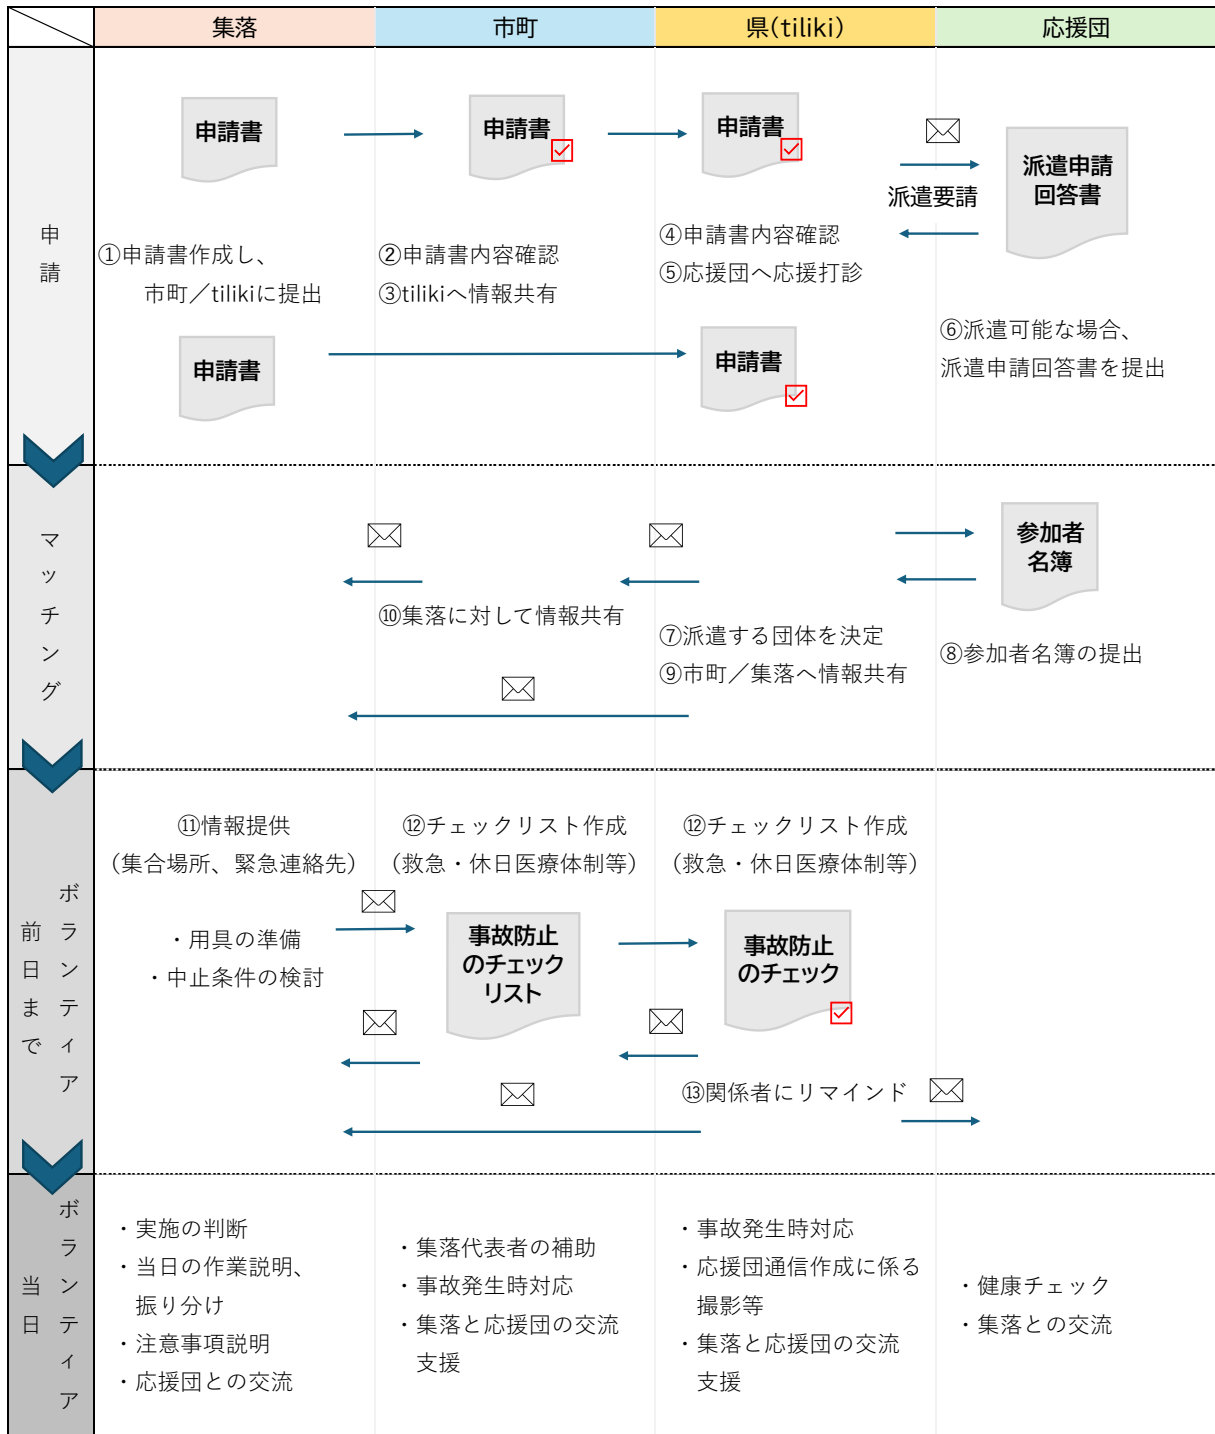 集落
市町
県(tiliki)
応援団
申請
申請書
申請書
申請書
派遣要請
派遣申請
回答書
①申請書作成し、
市町／tilikiに提出
②申請書内容確認
③tilikiへ情報共有
④申請書内容確認
⑤応援団へ応援打診
⑥派遣可能な場合、
派遣申請回答書を提出
申請書
申請書
マッチング
参加者
名簿
⑩集落に対して情報共有
⑦派遣する団体を決定
⑨市町／集落へ情報共有
⑧参加者名簿の提出
ボランティア
前日まで
⑪情報提供
（集合場所、緊急連絡先）
・用具の準備
・中止条件の検討
⑫チェックリスト作成
（救急・休日医療体制等）
事故防止
のチェック
リスト
⑫チェックリスト作成
（救急・休日医療体制等）
事故防止
のチェック
⑬関係者にリマインド
ボランティア
当日
・実施の判断
・当日の作業説明、
振り分け
・注意事項説明
・応援団との交流
・集落代表者の補助
・事故発生時対応
・集落と応援団の交流
支援
・事故発生時対応
・応援団通信作成に係る
撮影等
・集落と応援団の交流
支援
・健康チェック
・集落との交流